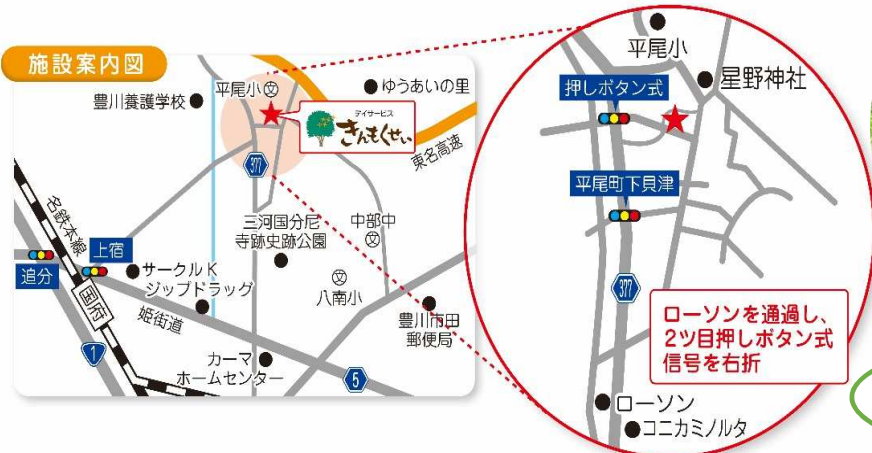 施設案内図
豊川養護学校
平尾小
文
ゆうあいの里
デイサービス
きんもくせい
東名高速
377
名鉄本線
三河国分尼
寺跡史跡公園
中部中
文
追分
上宿
サークルK
ジップドラッグ
国府
姫街道
文
八南小
豊川市田
郵便局
1
カーマ
ホームセンター
5
平尾小
星野神社
押しボタン式
平尾町下貝津
377
ローソンを通過し、
2ツ目押しボタン式
信号を右折
ローソン
コニカミノルタ